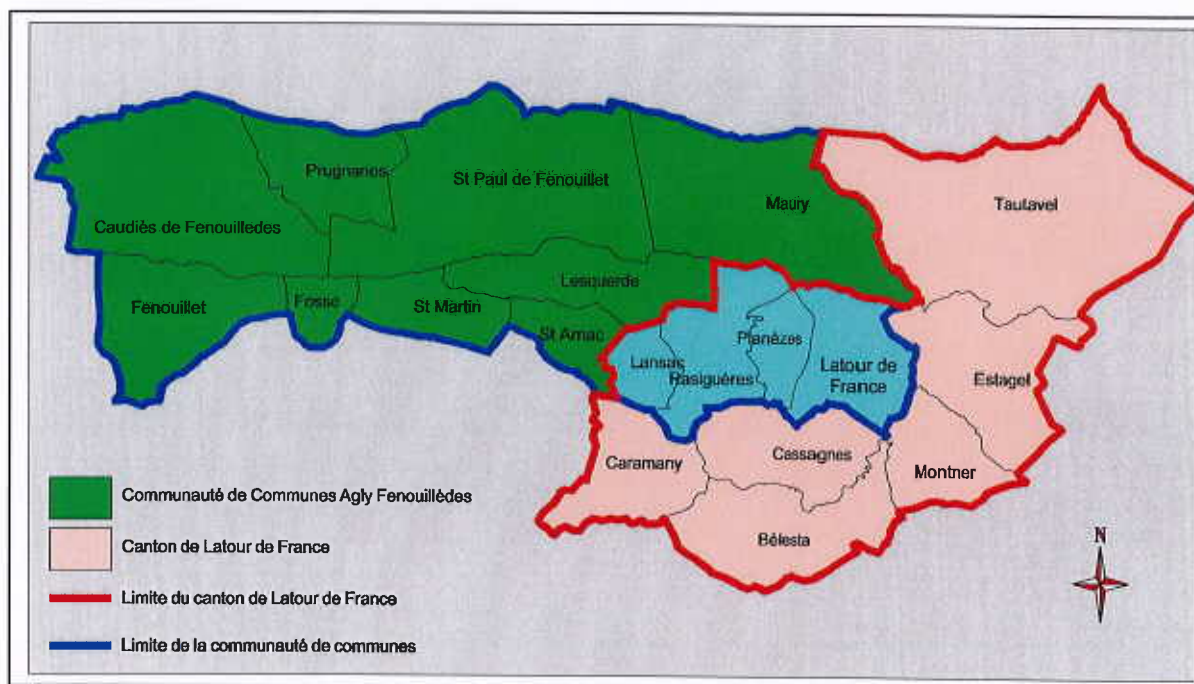 Prugnanes
St Paul de Fenouillet
Maury
Tautavel
Caudiès de Fenouilledes
Lesquerde
Fenouillet
Fosse
St Martin
St Arnac
Planèzes
Lansac
Rasiguères
Latour de
France
Estagel
Caramany
Cassagnes
Montner
Bélesta
Communauté de Communes Agly Fenouillèdes
Canton de Latour de France
Limite du canton de Latour de France
Limite de la communauté de communes
N